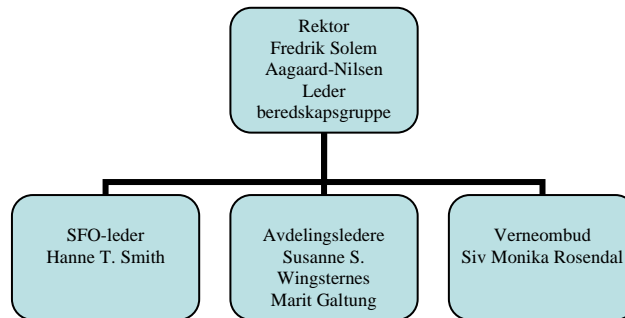 Rektor
Fredrik Solem
Aagaard-Nilsen
Leder
beredskapsgruppe
SFO-leder
Hanne T. Smith
Avdelingsledere
Susanne S.
Wingsternes
Marit Galtung
Verneombud
Siv Monika Rosendal